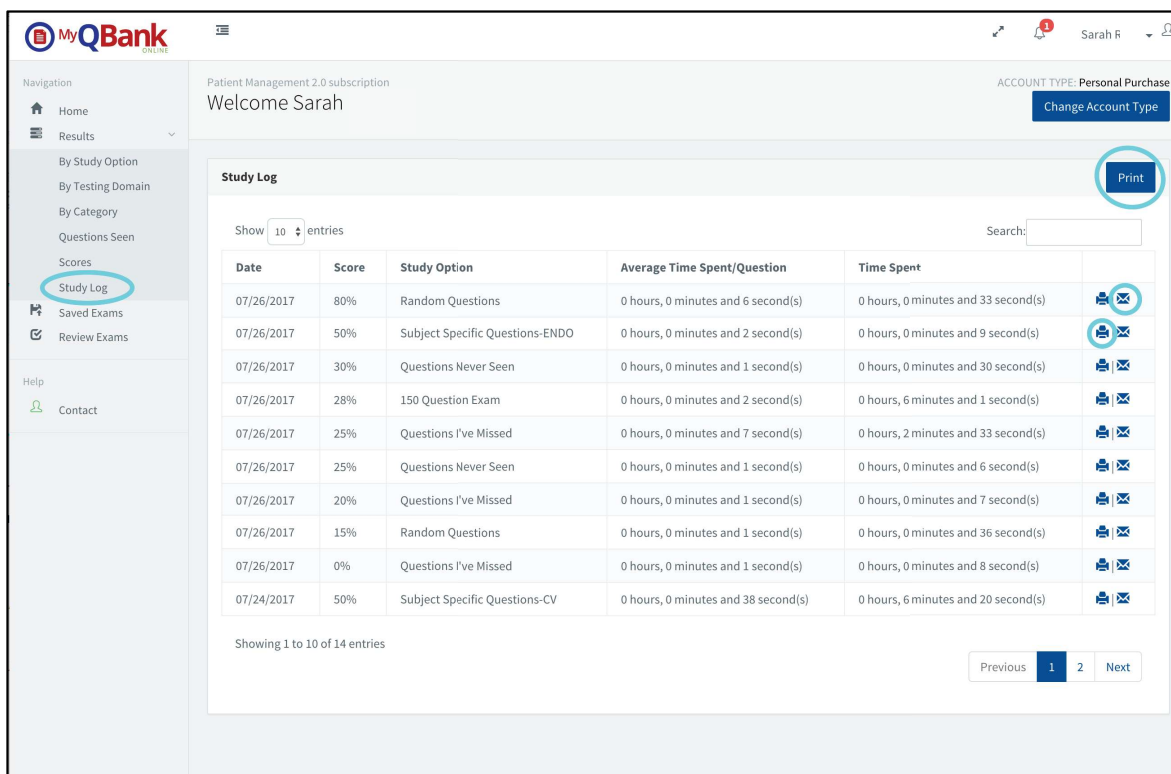 MyQBank
ONLINE
Sarah R
Navigation
Home
Results
By Study Option
By Testing Domain
By Category
Questions Seen
Scores
Study Log
Saved Exams
Review Exams
Help
Contact
Patient Management 2.0 subscription
Welcome Sarah
ACCOUNT TYPE: Personal Purchase
Change Account Type
Study Log
Print
Show 10 entries
Search:
Date Score Study Option Average Time Spent/Question Time Spent
07/26/2017 80% Random Questions 0 hours, 0 minutes and 6 second(s) 0 hours, 0 minutes and 33 second(s)
07/26/2017 50% Subject Specific Questions-ENDO 0 hours, 0 minutes and 2 second(s) 0 hours, 0 minutes and 9 second(s)
07/26/2017 30% Questions Never Seen 0 hours, 0 minutes and 1 second(s) 0 hours, 0 minutes and 30 second(s)
07/26/2017 28% 150 Question Exam 0 hours, 0 minutes and 2 second(s) 0 hours, 6 minutes and 1 second(s)
07/26/2017 25% Questions I've Missed 0 hours, 0 minutes and 7 second(s) 0 hours, 2 minutes and 33 second(s)
07/26/2017 25% Questions Never Seen 0 hours, 0 minutes and 1 second(s) 0 hours, 0 minutes and 6 second(s)
07/26/2017 20% Questions I've Missed 0 hours, 0 minutes and 1 second(s) 0 hours, 0 minutes and 7 second(s)
07/26/2017 15% Random Questions 0 hours, 0 minutes and 1 second(s) 0 hours, 0 minutes and 36 second(s)
07/26/2017 0% Questions I've Missed 0 hours, 0 minutes and 1 second(s) 0 hours, 0 minutes and 8 second(s)
07/24/2017 50% Subject Specific Questions-CV 0 hours, 0 minutes and 38 second(s) 0 hours, 6 minutes and 20 second(s)
Showing 1 to 10 of 14 entries
Previous 1 2 Next